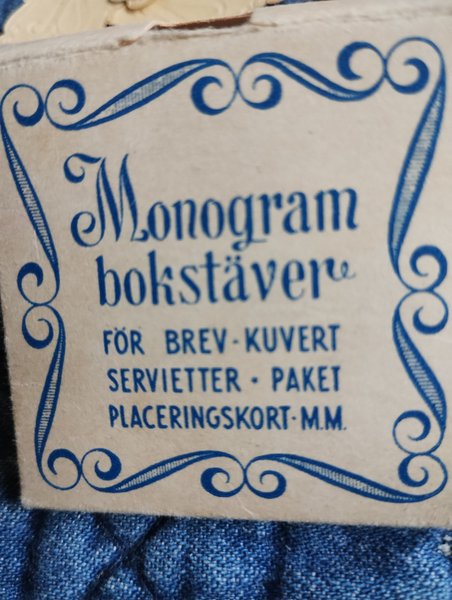 Monogram
bokstäver
FÖR BREV-KUVERT
SERVIETTER · PAKET
PLACERINGSKORT·M.M.